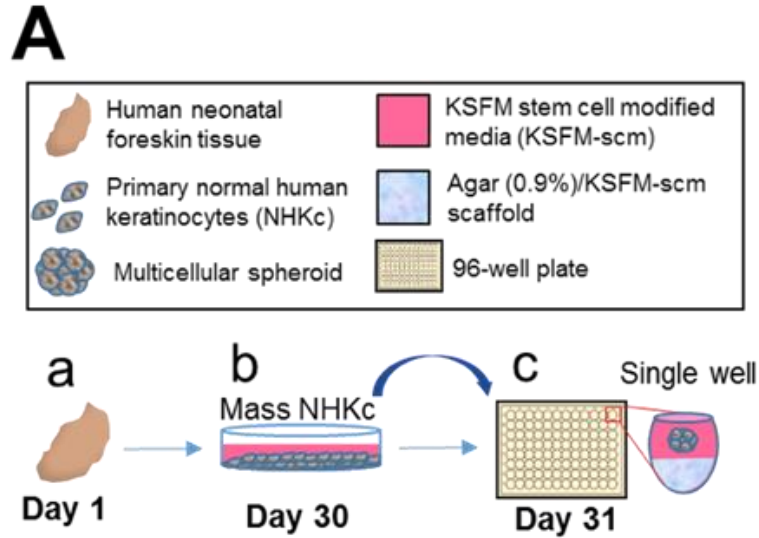 A
Human neonatal
foreskin tissue
Primary normal human
keratinocytes (NHKc)
Multicellular spheroid
KSFM stem cell modified
media (KSFM-scm)
Agar (0.9%)/KSFM-scm
scaffold
96-well plate
a
b
c
Single well
Mass NHKc
Day 1
Day 30
Day 31